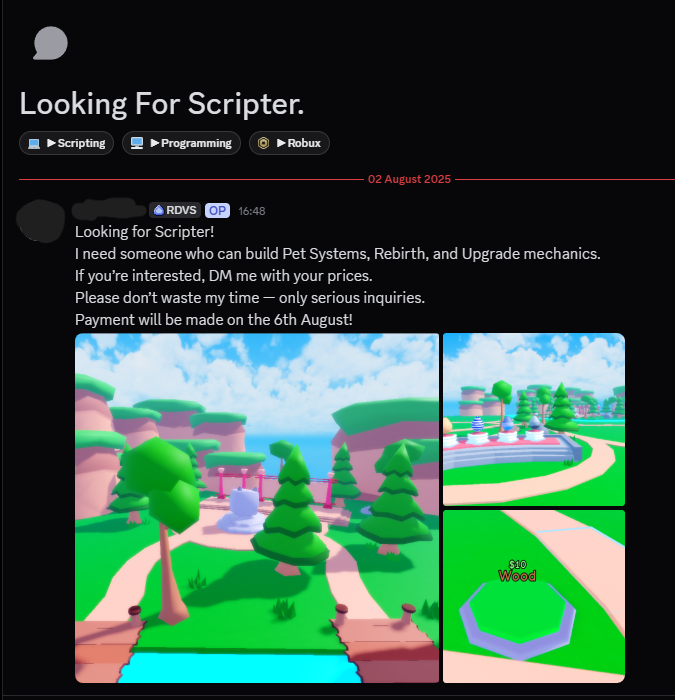 Looking For Scripter.
▶Scripting ▶Programming ▶Robux
02 August 2025
RDVS OP 16:48
Looking for Scripter!
I need someone who can build Pet Systems, Rebirth, and Upgrade mechanics.
If you’re interested, DM me with your prices.
Please don’t waste my time — only serious inquiries.
Payment will be made on the 6th August!
$10
Wood